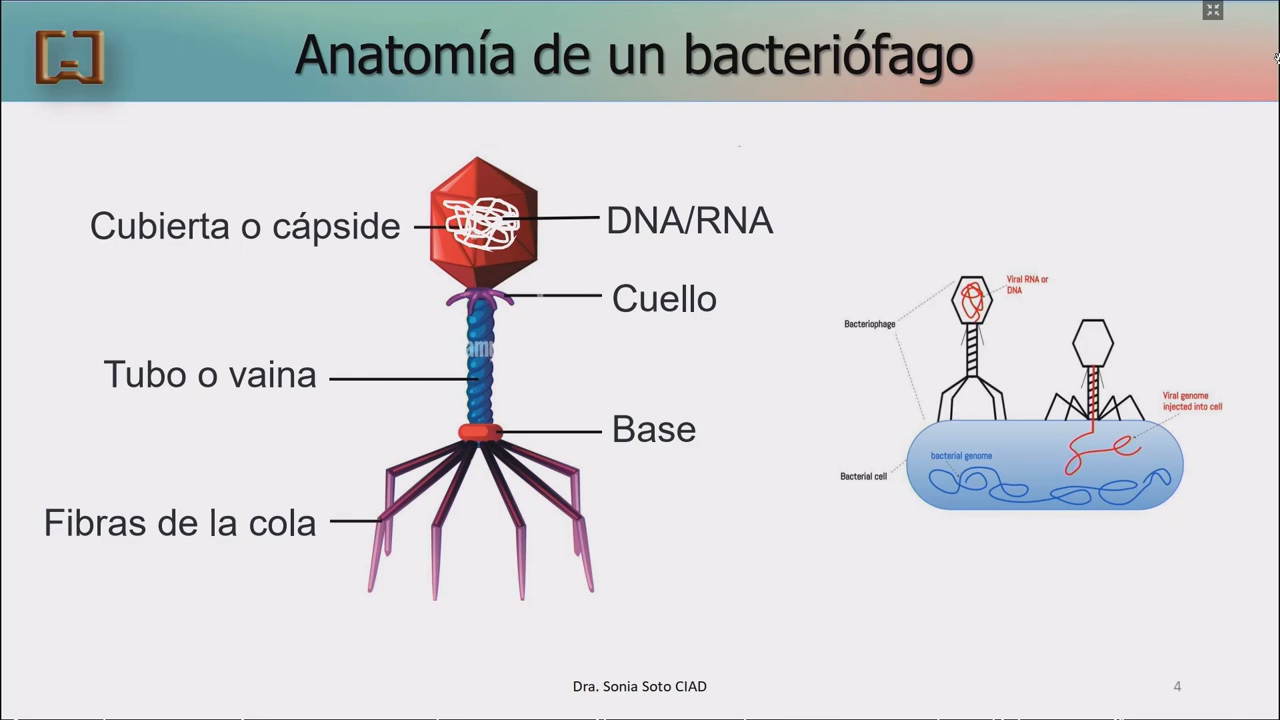 Anatomía de un bacteriófago
Cubierta o cápside
DNA/RNA
Cuello
Tubo o vaina
Base
Fibras de la cola
Viral RNA or
DNA
Bacteriophage
Viral genome
injected into cell
bacterial genome
Bacterial cell
Dra. Sonia Soto CIAD
4